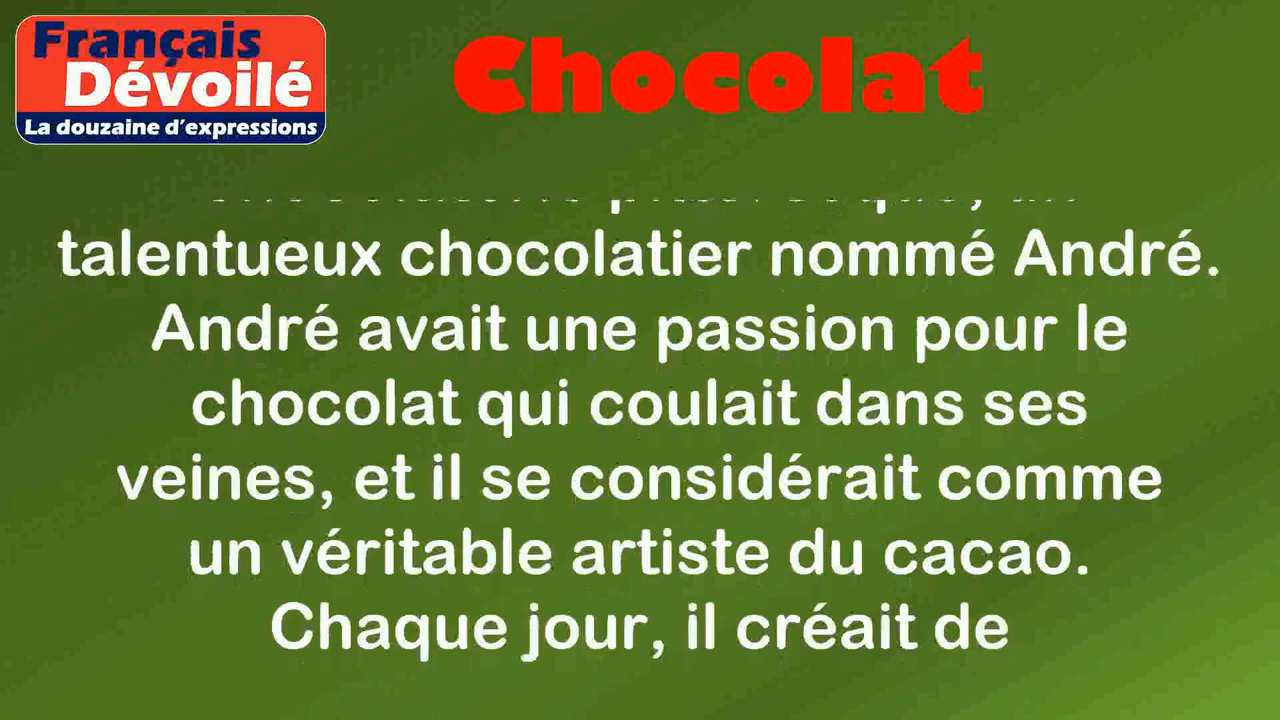 Français
Dévoilé
La douzaine d'expressions
Chocolat
talentueux chocolatier nommé André.
André avait une passion pour le
chocolat qui coulait dans ses
veines, et il se considérait comme
un véritable artiste du cacao.
Chaque jour, il créait de